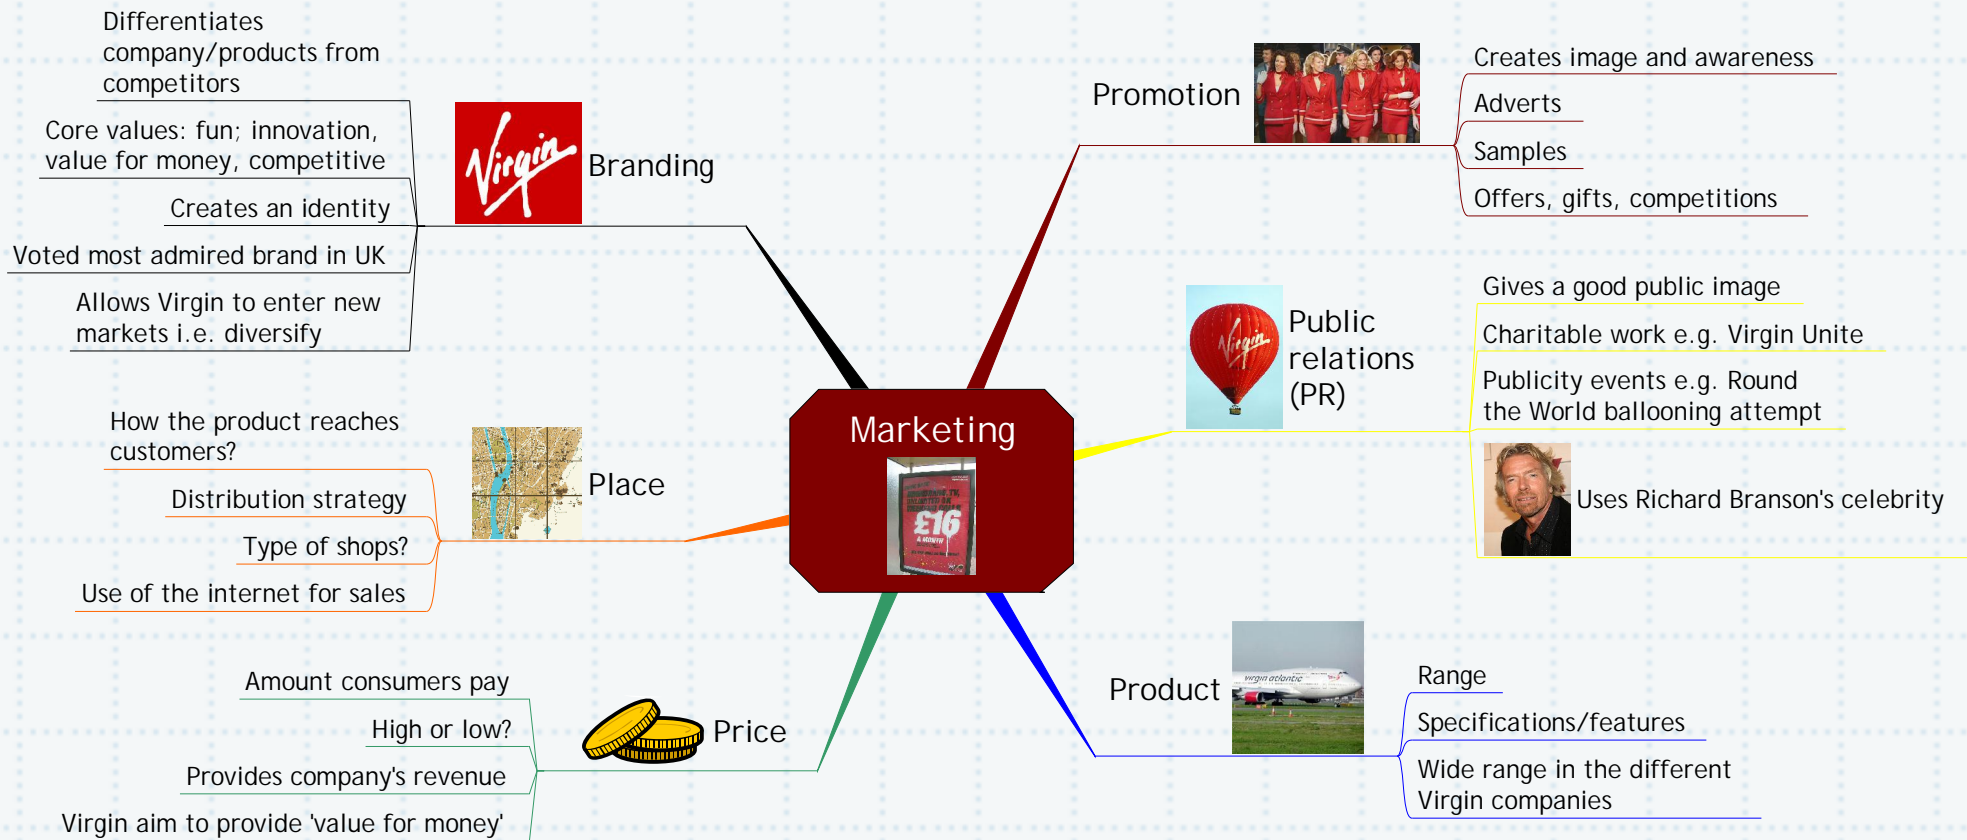 Marketing
£16
A MONTH
Differentiates
company/products from
competitors
Core values: fun; innovation,
value for money, competitive
Creates an identity
Voted most admired brand in UK
Allows Virgin to enter new
markets i.e. diversify
Virgin
Branding
How the product reaches
customers?
Distribution strategy
Type of shops?
Use of the internet for sales
Place
Amount consumers pay
High or low?
Provides company's revenue
Virgin aim to provide 'value for money'
Price
Promotion
Creates image and awareness
Adverts
Samples
Offers, gifts, competitions
Virgin
Public
relations
(PR)
Gives a good public image
Charitable work e.g. Virgin Unite
Publicity events e.g. Round
the World ballooning attempt
Uses Richard Branson's celebrity
Product
virgin atlantic
Range
Specifications/features
Wide range in the different
Virgin companies